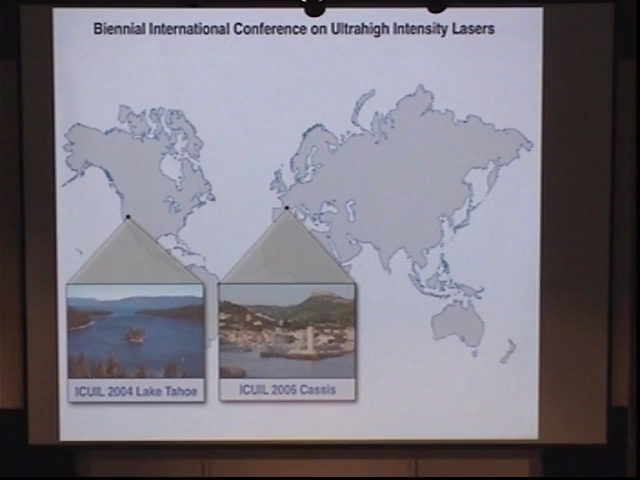 Biennial International Conference on Ultrahigh Intensity Lasers
ICUIL 2004 Lake Tahoe
ICUIL 2006 Cassis